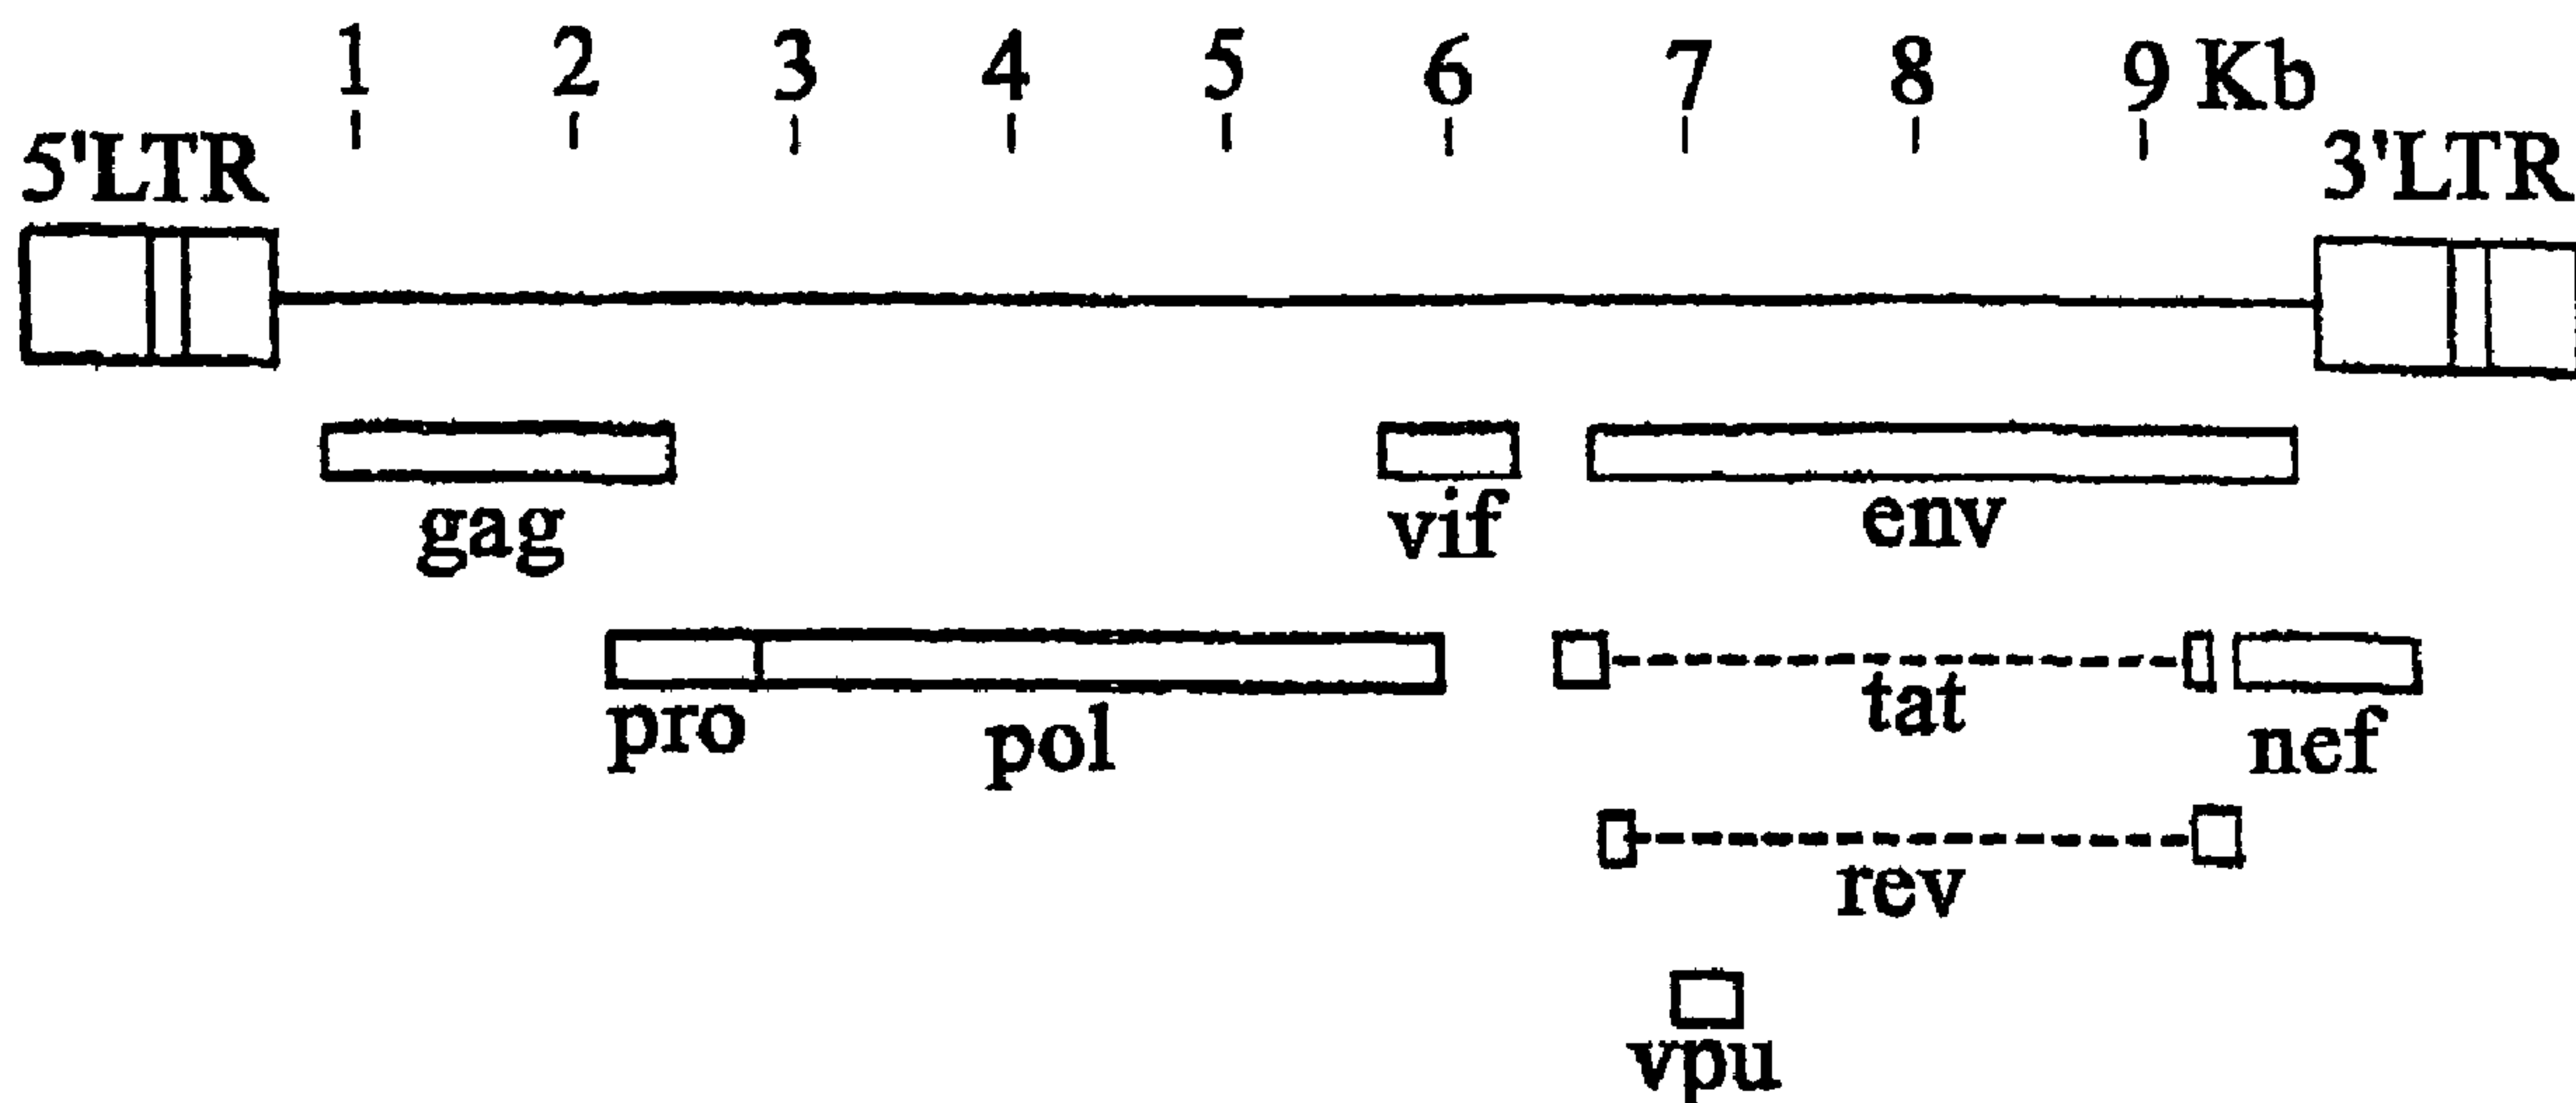 1 2 3 4 5 6 7 8 9 Kb
5'LTR 3'LTR
gag vif env
pro pol tat nef
rev
vpu